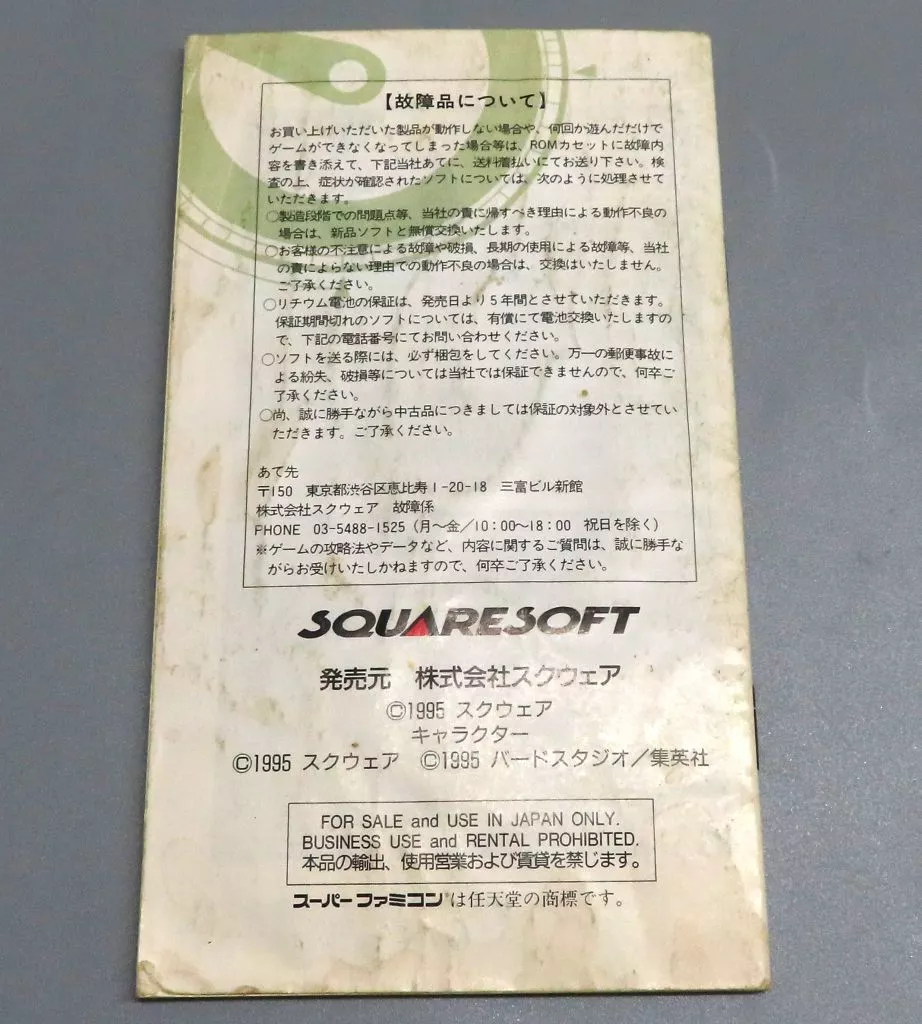 【故障品について】
お買い上げいただいた製品が動作しない場合や、何回か遊んだだけで
ゲームができなくなってしまった場合等は、ROMカセットに故障内
容を書き添えて、下記当社あてに、送料着払いにてお送り下さい。検
査の上、症状が確認されたソフトについては、次のように処理させて
いただきます。
○製造段階での問題点等、当社の責に帰すべき理由による動作不良の
場合は、新品ソフトと無償交換いたします。
○お客様の不注意による故障や破損、長期の使用による故障等、当社
の責によらない理由での動作不良の場合は、交換はいたしません。
ご了承ください。
○リチウム電池の保証は、発売日より5年間とさせていただきます。
保証期間切れのソフトについては、有償にて電池交換いたしますの
で、下記の電話番号にてお問い合わせください。
○ソフトを送る際には、必ず梱包をしてください。万一の郵便事故に
よる紛失、破損等については当社では保証できませんので、何卒ご
了承ください。
○尚、誠に勝手ながら中古品につきましては保証の対象外とさせてい
ただきます。ご了承ください。
あて先
〒150 東京都渋谷区恵比寿1-20-18 三富ビル新館
株式会社スクウェア 故障係
PHONE 03-5488-1525（月～金／10：00～18：00 祝日を除く）
※ゲームの攻略法やデータなど、内容に関するご質問は、誠に勝手な
がらお受けいたしかねますので、何卒ご了承ください。
SQUARESOFT
発売元 株式会社スクウェア
©1995 スクウェア
キャラクター
©1995 スクウェア ©1995 バードスタジオ／集英社
FOR SALE and USE IN JAPAN ONLY.
BUSINESS USE and RENTAL PROHIBITED.
本品の輸出、使用営業および賃貸を禁じます。
スーパーファミコン®は任天堂の商標です。